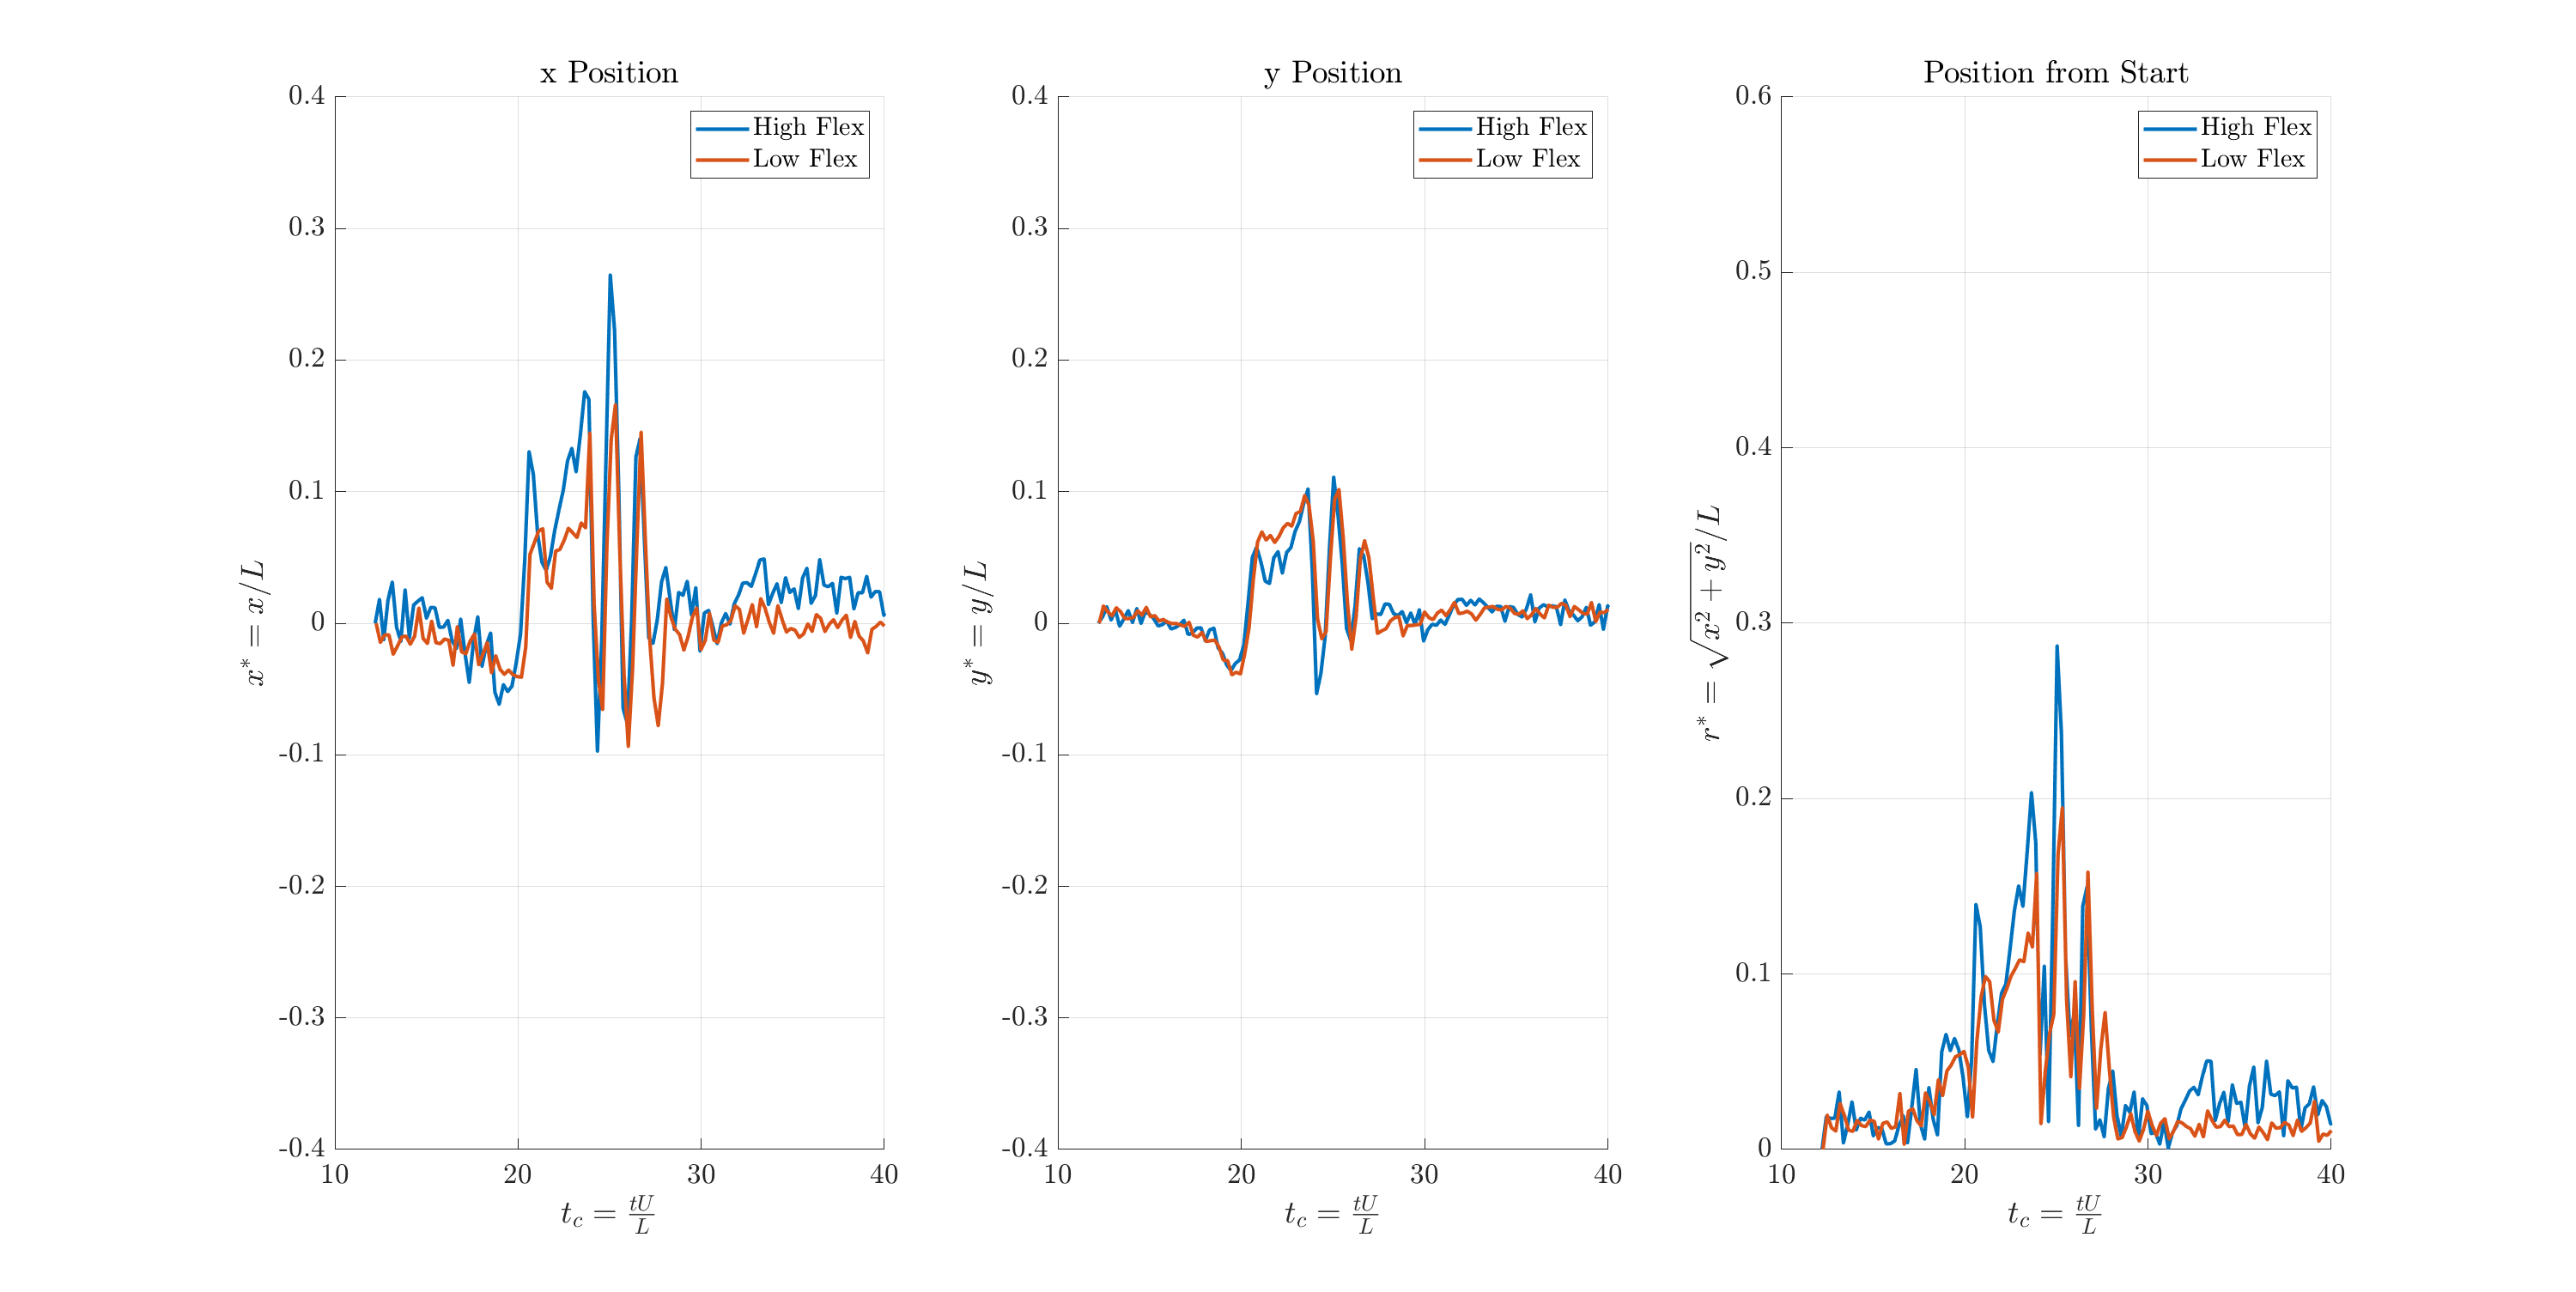 x Position
0.4
0.3
0.2
0.1
0
-0.1
-0.2
-0.3
-0.4
10 20 30 40
x* = x/L
t_c = tU/L
High Flex
Low Flex
y Position
0.4
0.3
0.2
0.1
0
-0.1
-0.2
-0.3
-0.4
10 20 30 40
y* = y/L
t_c = tU/L
High Flex
Low Flex
Position from Start
0.6
0.5
0.4
0.3
0.2
0.1
0
10 20 30 40
r* = √(x² + y²)/L
t_c = tU/L
High Flex
Low Flex